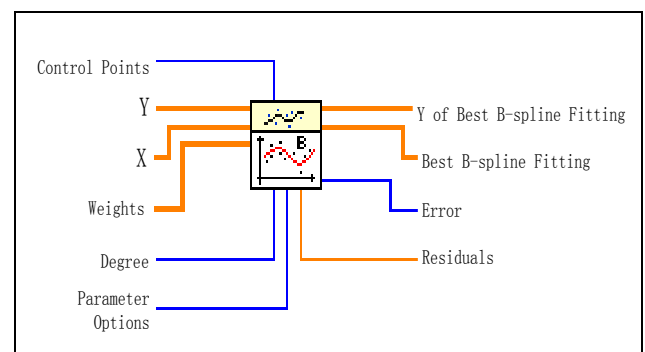 Control Points
Y
X
Weights
Degree
Parameter
Options
B
Y of Best B-spline Fitting
Best B-spline Fitting
Error
Residuals